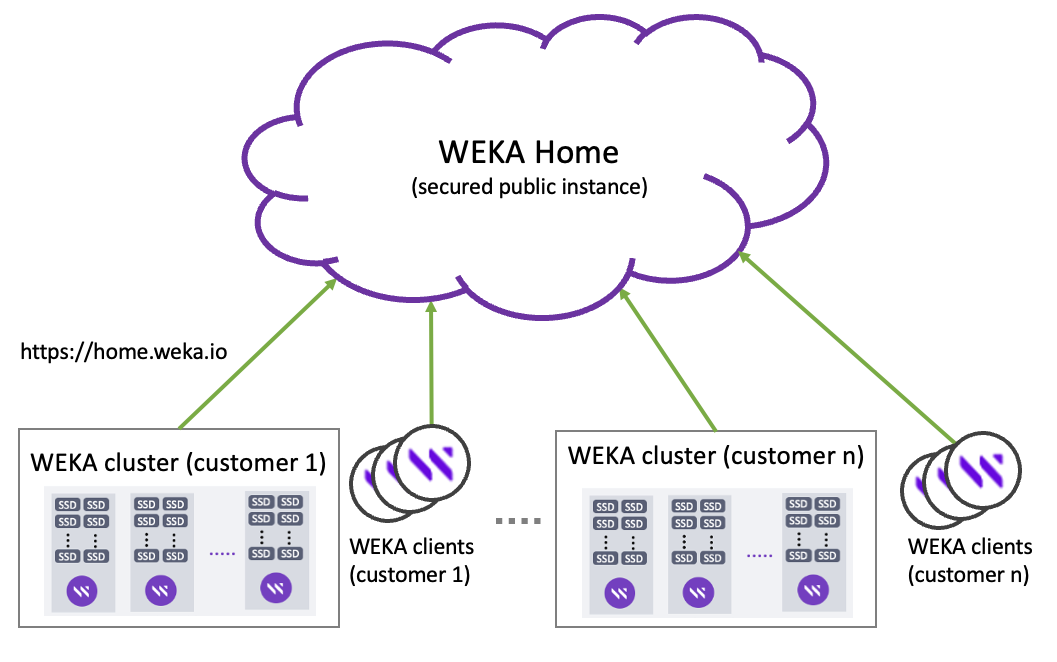 WEKA Home
(secured public instance)
https://home.weka.io
WEKA cluster (customer 1)
SSD SSD SSD SSD SSD SSD
SSD SSD SSD SSD SSD SSD
SSD SSD SSD SSD SSD SSD
WEKA clients
(customer 1)
WEKA cluster (customer n)
SSD SSD SSD SSD SSD SSD
SSD SSD SSD SSD SSD SSD
SSD SSD SSD SSD SSD SSD
WEKA clients
(customer n)